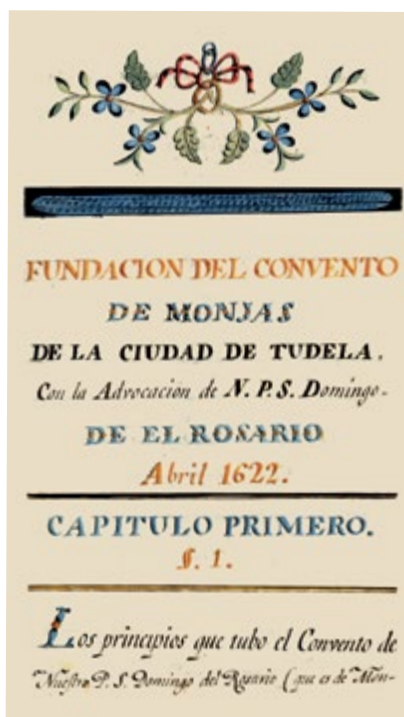 FUNDACION DEL CONVENTO
DE MONJAS
DE LA CIUDAD DE TUDELA.
Con la Advocacion de N. P. S. Domingo-
DE EL ROSARIO
Abril 1622.
CAPITULO PRIMERO.
§. 1.
Los principios que tubo el Convento de
Nuestro P. S. Domingo del Rosario (que es de Mon-